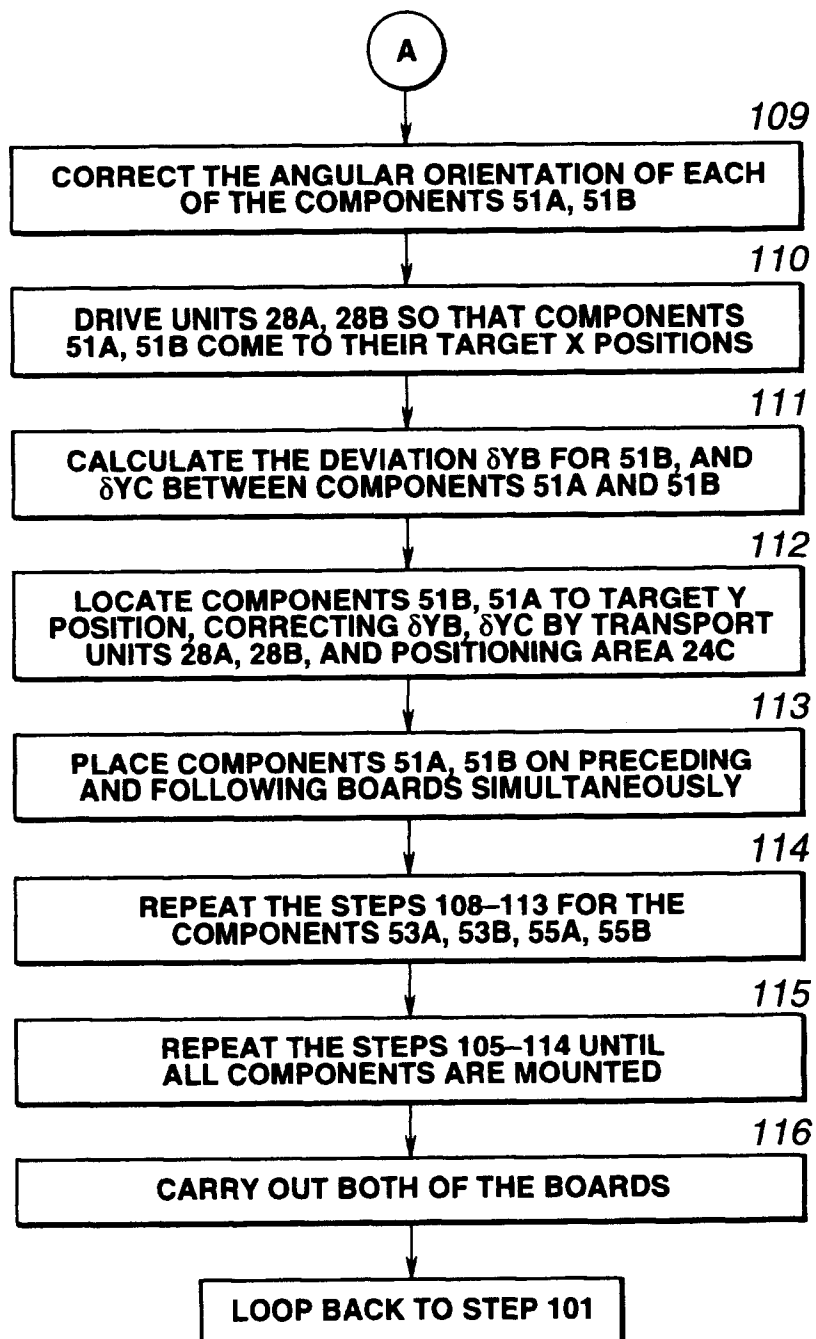 A
109
CORRECT THE ANGULAR ORIENTATION OF EACH
OF THE COMPONENTS 51A, 51B
110
DRIVE UNITS 28A, 28B SO THAT COMPONENTS
51A, 51B COME TO THEIR TARGET X POSITIONS
111
CALCULATE THE DEVIATION δYB FOR 51B, AND
δYC BETWEEN COMPONENTS 51A AND 51B
112
LOCATE COMPONENTS 51B, 51A TO TARGET Y
POSITION, CORRECTING δYB, δYC BY TRANSPORT
UNITS 28A, 28B, AND POSITIONING AREA 24C
113
PLACE COMPONENTS 51A, 51B ON PRECEDING
AND FOLLOWING BOARDS SIMULTANEOUSLY
114
REPEAT THE STEPS 108–113 FOR THE
COMPONENTS 53A, 53B, 55A, 55B
115
REPEAT THE STEPS 105–114 UNTIL
ALL COMPONENTS ARE MOUNTED
116
CARRY OUT BOTH OF THE BOARDS
LOOP BACK TO STEP 101